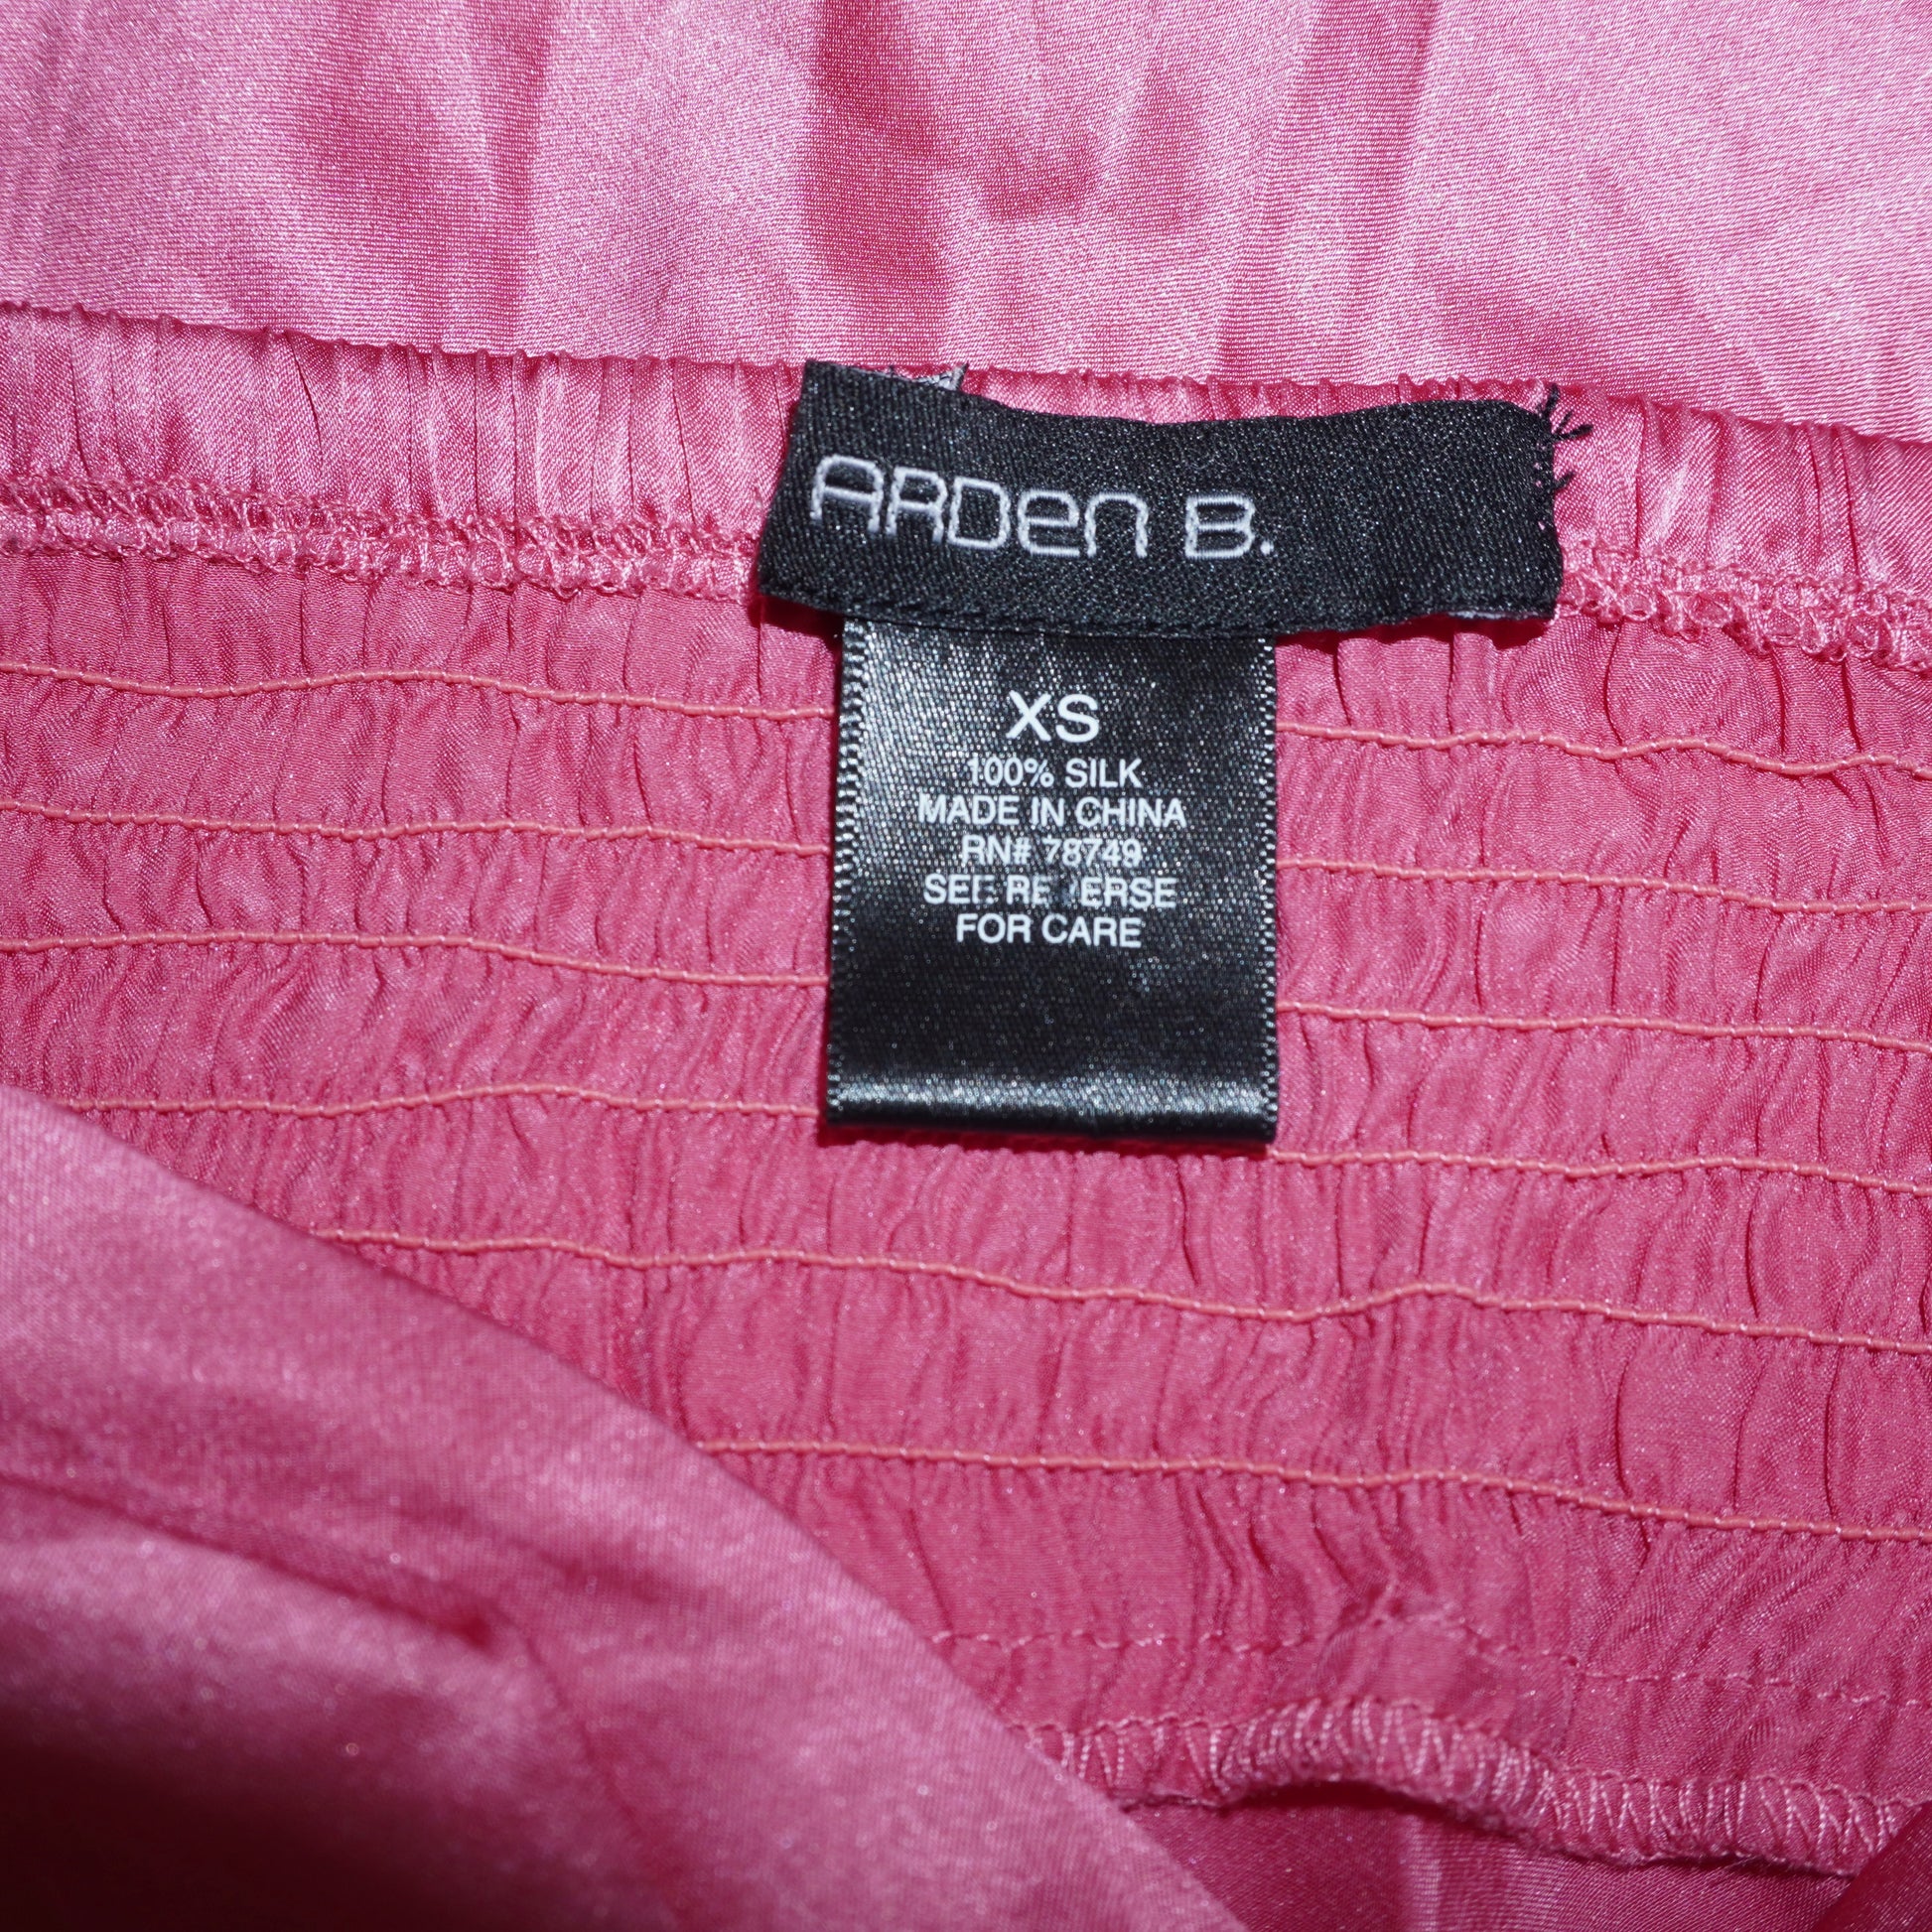 ARDEN B.
XS
100% SILK
MADE IN CHINA
RN# 78749
SEE REVERSE
FOR CARE